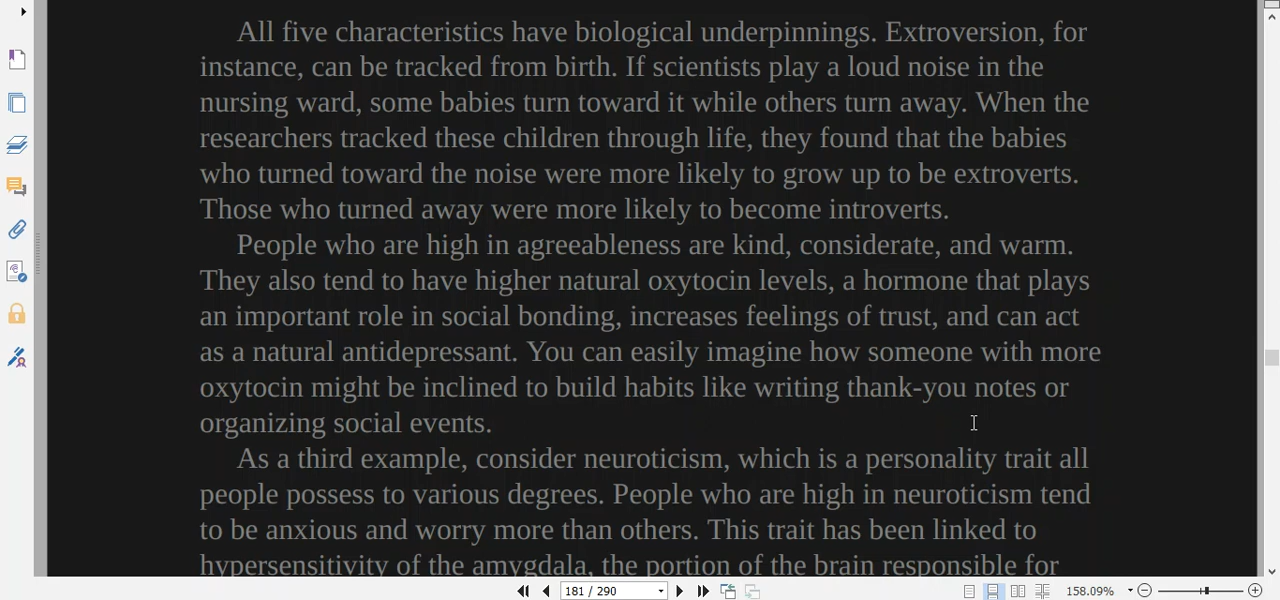 All five characteristics have biological underpinnings. Extroversion, for
instance, can be tracked from birth. If scientists play a loud noise in the
nursing ward, some babies turn toward it while others turn away. When the
researchers tracked these children through life, they found that the babies
who turned toward the noise were more likely to grow up to be extroverts.
Those who turned away were more likely to become introverts.
People who are high in agreeableness are kind, considerate, and warm.
They also tend to have higher natural oxytocin levels, a hormone that plays
an important role in social bonding, increases feelings of trust, and can act
as a natural antidepressant. You can easily imagine how someone with more
oxytocin might be inclined to build habits like writing thank-you notes or
organizing social events.
As a third example, consider neuroticism, which is a personality trait all
people possess to various degrees. People who are high in neuroticism tend
to be anxious and worry more than others. This trait has been linked to
hypersensitivity of the amygdala, the portion of the brain responsible for
181 / 290
158.09%